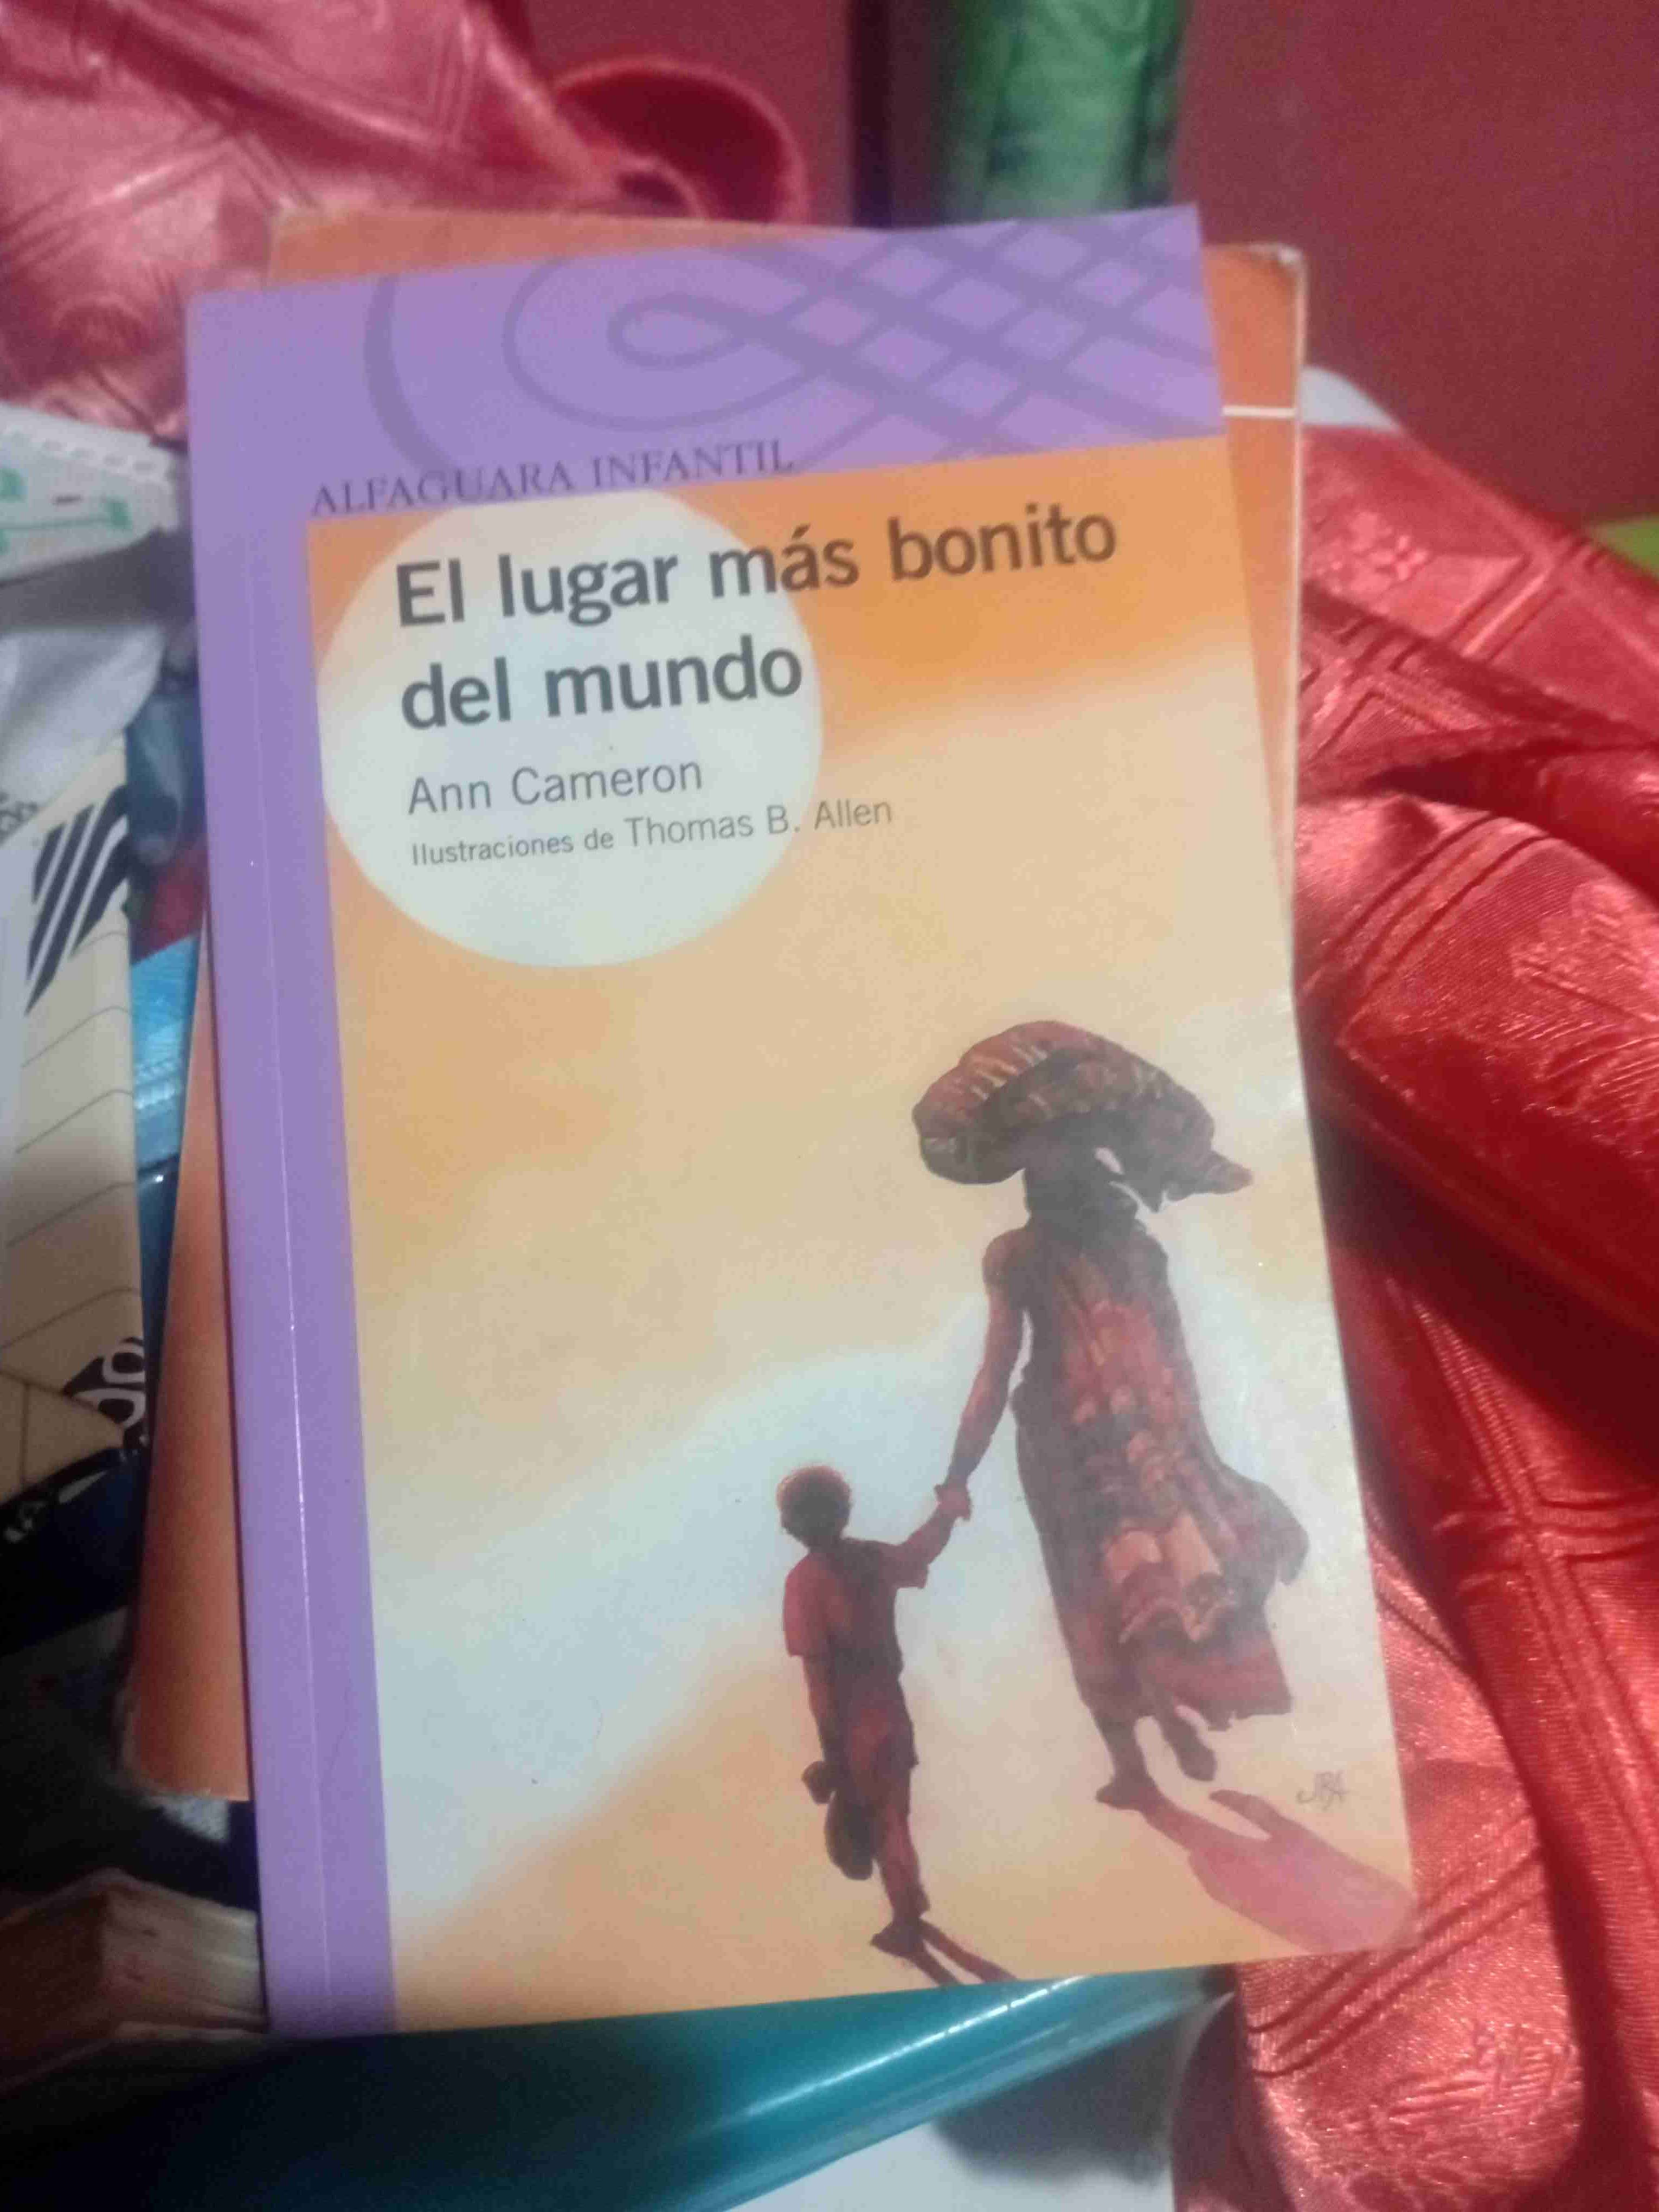 ALFAGUARA INFANTIL
El lugar más bonito
del mundo
Ann Cameron
Ilustraciones de Thomas B. Allen